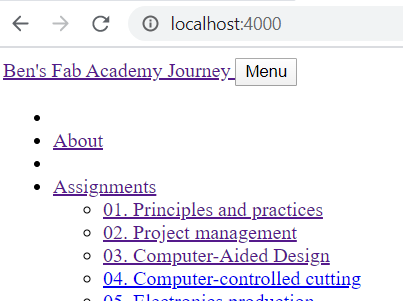 localhost:4000
Ben's Fab Academy Journey Menu
About
Assignments
01. Principles and practices
02. Project management
03. Computer-Aided Design
04. Computer-controlled cutting
05. Electronics production